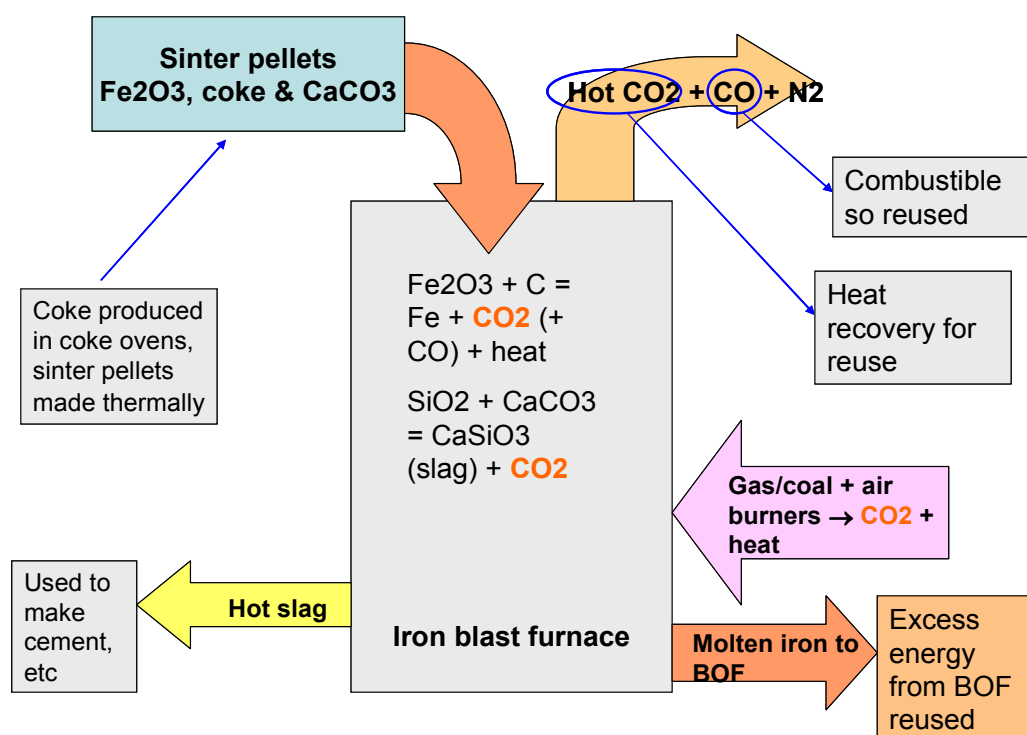 Sinter pellets
Fe2O3, coke & CaCO3
Hot CO2 + CO + N2
Combustible
so reused
Heat
recovery for
reuse
Coke produced
in coke ovens,
sinter pellets
made thermally
Fe2O3 + C =
Fe + CO2 (+
CO) + heat
SiO2 + CaCO3
= CaSiO3
(slag) + CO2
Gas/coal + air
burners → CO2 +
heat
Used to
make
cement,
etc
Hot slag
Iron blast furnace
Molten iron to
BOF
Excess
energy
from BOF
reused